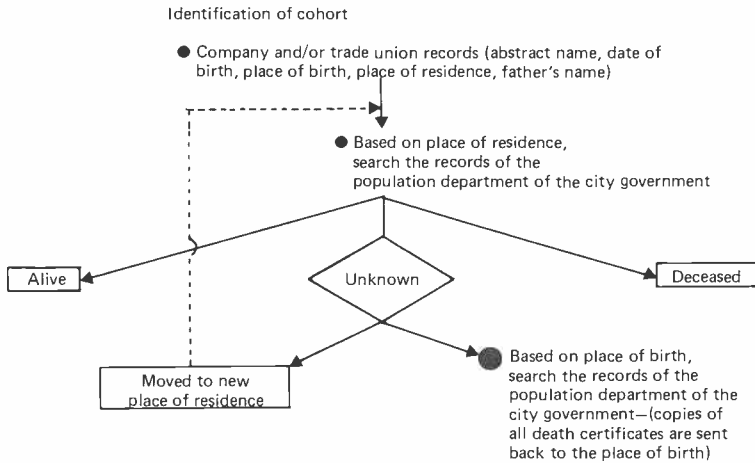 Identification of cohort
● Company and/or trade union records (abstract name, date of
birth, place of birth, place of residence, father's name)
● Based on place of residence,
search the records of the
population department of the city government
Alive
Unknown
Deceased
Moved to new
place of residence
● Based on place of birth,
search the records of the
population department of the
city government—(copies of
all death certificates are sent
back to the place of birth)